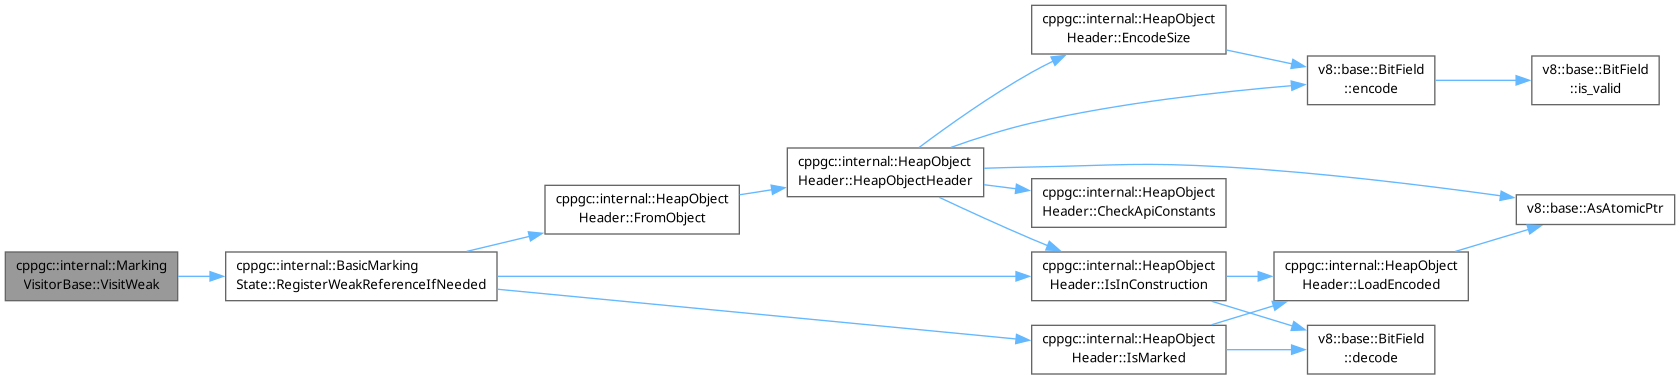 cppgc::internal::Marking
VisitorBase::VisitWeak
cppgc::internal::BasicMarking
State::RegisterWeakReferenceIfNeeded
cppgc::internal::HeapObject
Header::FromObject
cppgc::internal::HeapObject
Header::HeapObjectHeader
cppgc::internal::HeapObject
Header::EncodeSize
cppgc::internal::HeapObject
Header::CheckApiConstants
cppgc::internal::HeapObject
Header::IsInConstruction
cppgc::internal::HeapObject
Header::IsMarked
v8::base::BitField
::encode
cppgc::internal::HeapObject
Header::LoadEncoded
v8::base::BitField
::decode
v8::base::BitField
::is_valid
v8::base::AsAtomicPtr